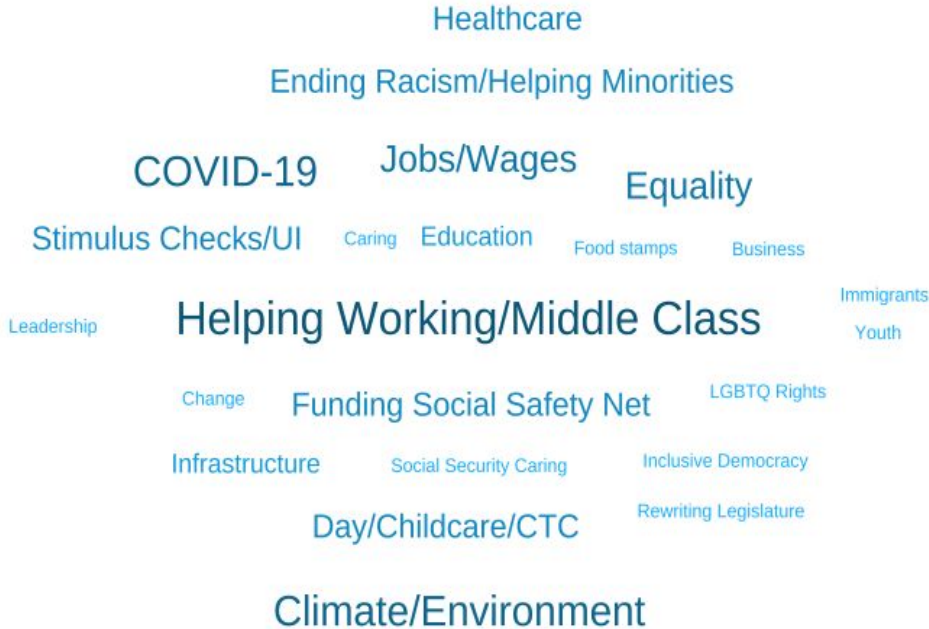 Healthcare
Ending Racism/Helping Minorities
COVID-19
Jobs/Wages
Equality
Stimulus Checks/UI
Caring
Education
Food stamps
Business
Immigrants
Leadership
Helping Working/Middle Class
Youth
Change
Funding Social Safety Net
LGBTQ Rights
Infrastructure
Social Security Caring
Inclusive Democracy
Day/Childcare/CTC
Rewriting Legislature
Climate/Environment